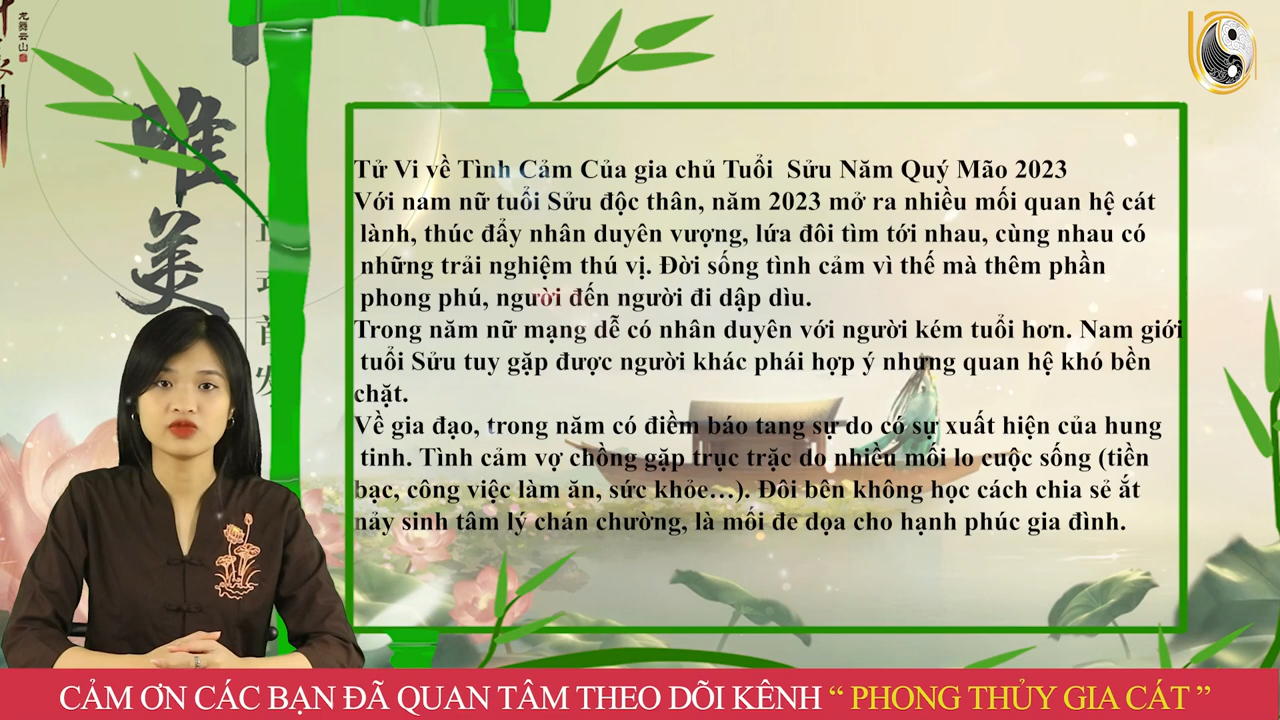 龙舞云山
唯美
Tử Vi về Tình Cảm Của gia chủ Tuổi Sửu Năm Quý Mão 2023
Với nam nữ tuổi Sửu độc thân, năm 2023 mở ra nhiều mối quan hệ cát
lành, thúc đẩy nhân duyên vượng, lứa đôi tìm tới nhau, cùng nhau có
những trải nghiệm thú vị. Đời sống tình cảm vì thế mà thêm phần
phong phú, người đến người đi dập dìu.
Trong năm nữ mạng dễ có nhân duyên với người kém tuổi hơn. Nam giới
tuổi Sửu tuy gặp được người khác phái hợp ý nhưng quan hệ khó bền
chặt.
Về gia đạo, trong năm có điềm báo tang sự do có sự xuất hiện của hung
tinh. Tình cảm vợ chồng gặp trục trặc do nhiều mối lo cuộc sống (tiền
bạc, công việc làm ăn, sức khỏe…). Đôi bên không học cách chia sẻ ắt
nảy sinh tâm lý chán chường, là mối đe dọa cho hạnh phúc gia đình.
CẢM ƠN CÁC BẠN ĐÃ QUAN TÂM THEO DÕI KÊNH “ PHONG THỦY GIA CÁT ”